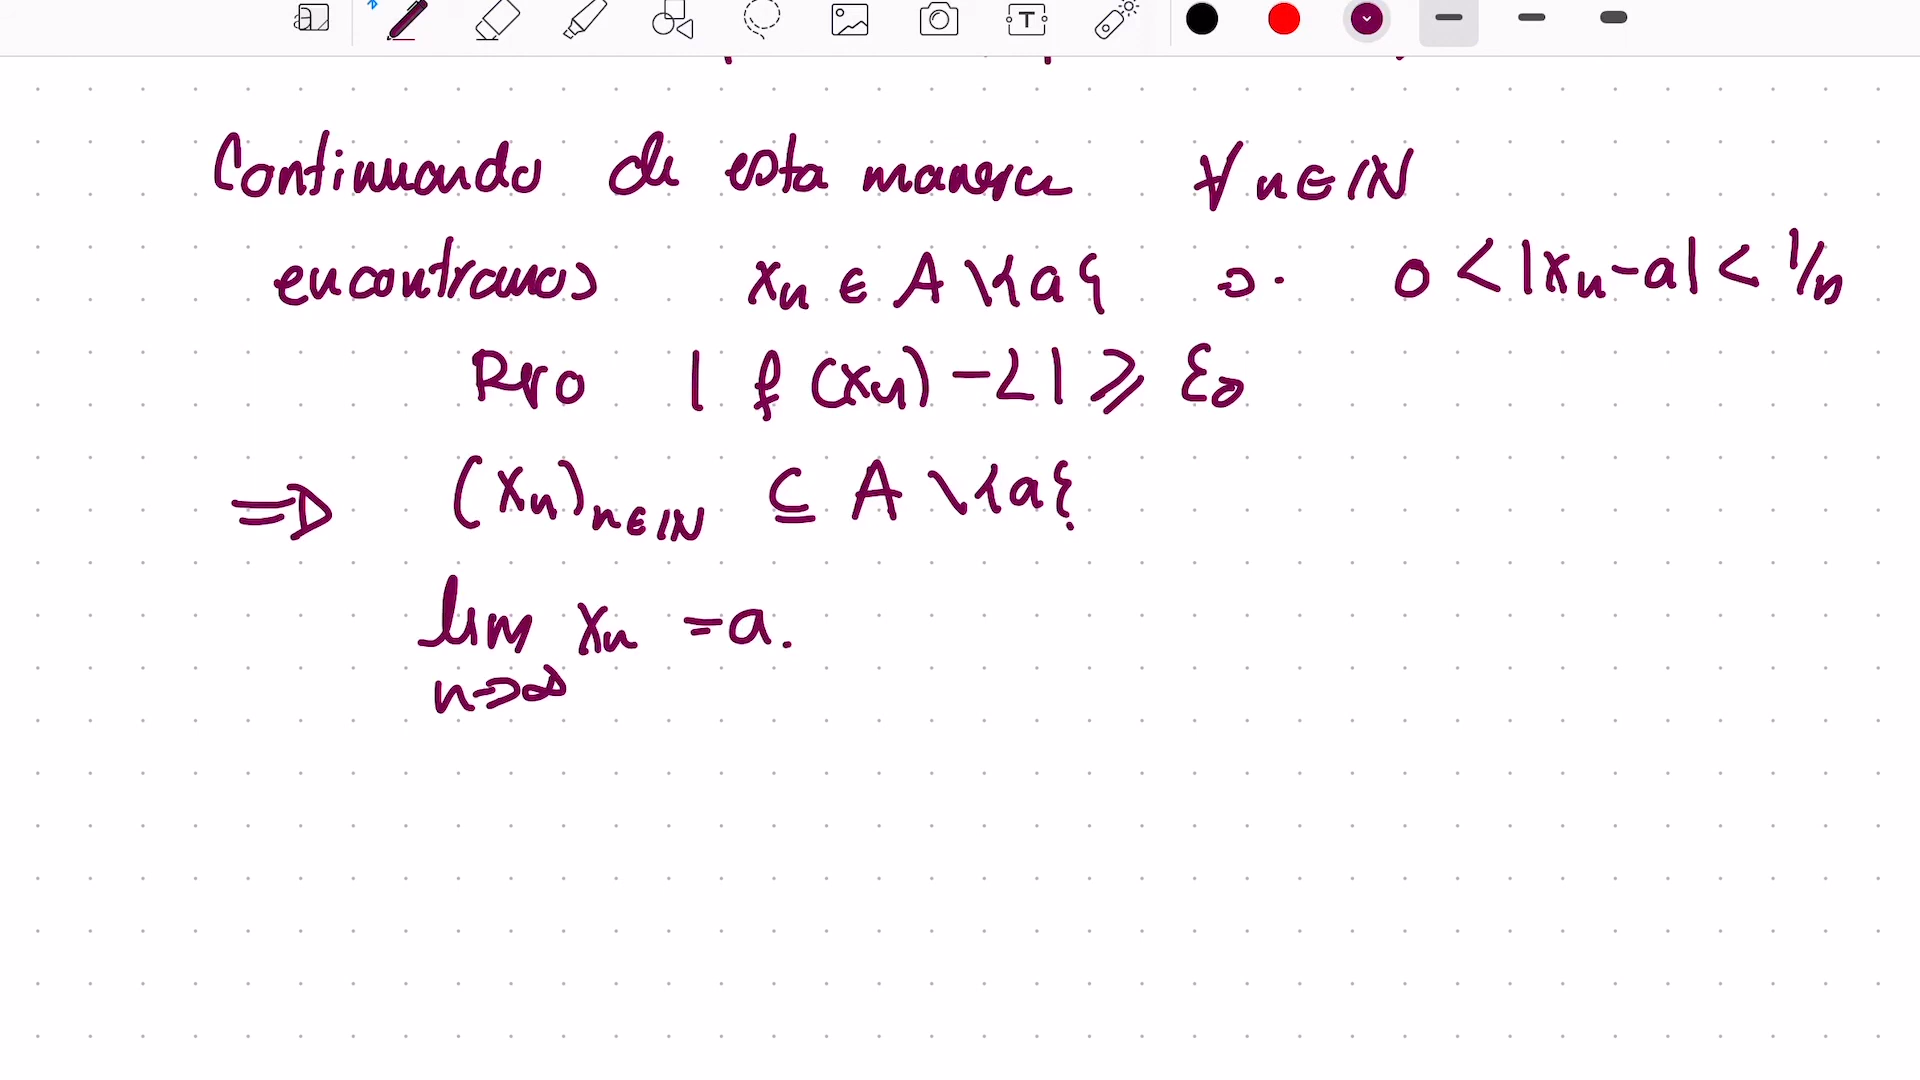 Continuando de esta manera ∀ n ∈ ℕ
encontramos xₙ ∈ A \ {a} ∋. 0 < |xₙ - a| < 1/n
Pero | f (xₙ) - L | ⩾ ε₀
⇒ (xₙ)ₙ∈ℕ ⊆ A \ {a}
lim xₙ = a.
n→∞